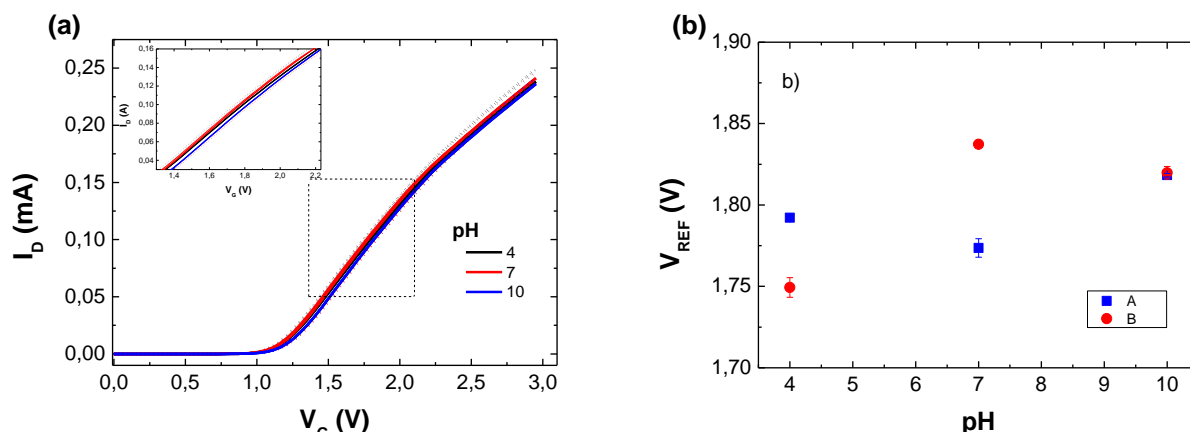 (a)
0,25
0,20
0,15
0,10
0,05
0,00
I_D (mA)
0,0 0,5 1,0 1,5 2,0 2,5 3,0
V_G (V)
0,16
0,14
0,12
0,10
0,08
0,06
0,04
I_D (A)
1,4 1,6 1,8 2,0 2,2
V_G (V)
pH
4
7
10
(b)
b)
1,90
1,85
1,80
1,75
1,70
V_REF (V)
4 5 6 7 8 9 10
pH
A
B